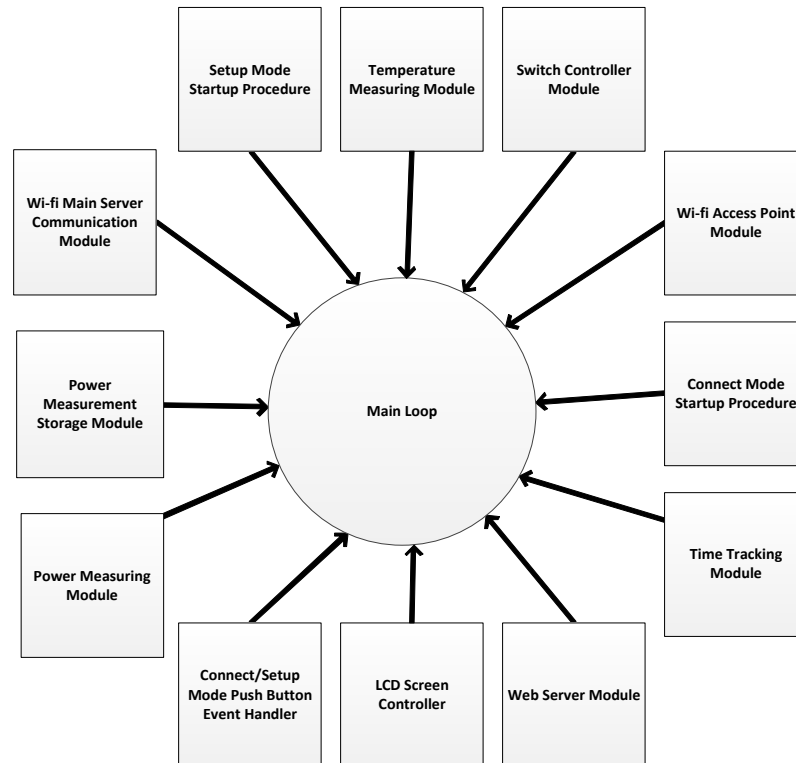 Setup Mode
Startup Procedure
Temperature
Measuring Module
Switch Controller
Module
Wi-fi Main Server
Communication
Module
Wi-fi Access Point
Module
Power
Measurement
Storage Module
Main Loop
Connect Mode
Startup Procedure
Power Measuring
Module
Time Tracking
Module
Connect/Setup
Mode Push Button
Event Handler
LCD Screen
Controller
Web Server Module